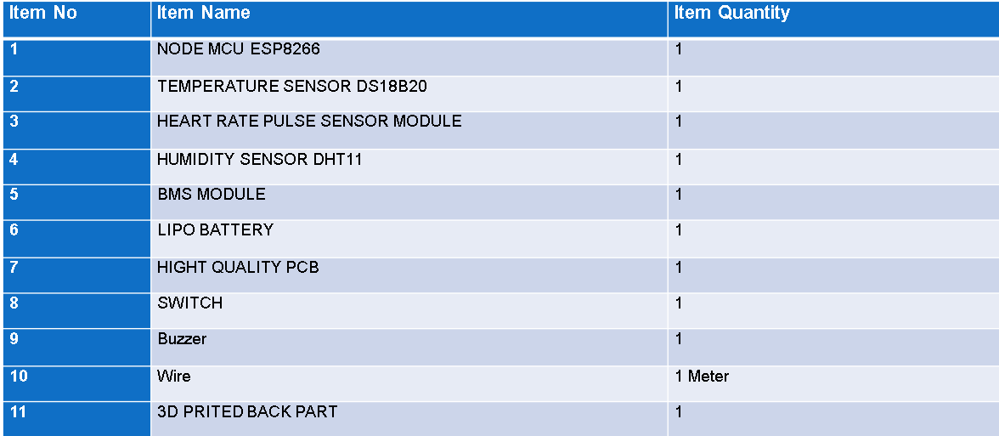 Item No Item Name Item Quantity
1 NODE MCU ESP8266 1
2 TEMPERATURE SENSOR DS18B20 1
3 HEART RATE PULSE SENSOR MODULE 1
4 HUMIDITY SENSOR DHT11 1
5 BMS MODULE 1
6 LIPO BATTERY 1
7 HIGHT QUALITY PCB 1
8 SWITCH 1
9 Buzzer 1
10 Wire 1 Meter
11 3D PRITED BACK PART 1